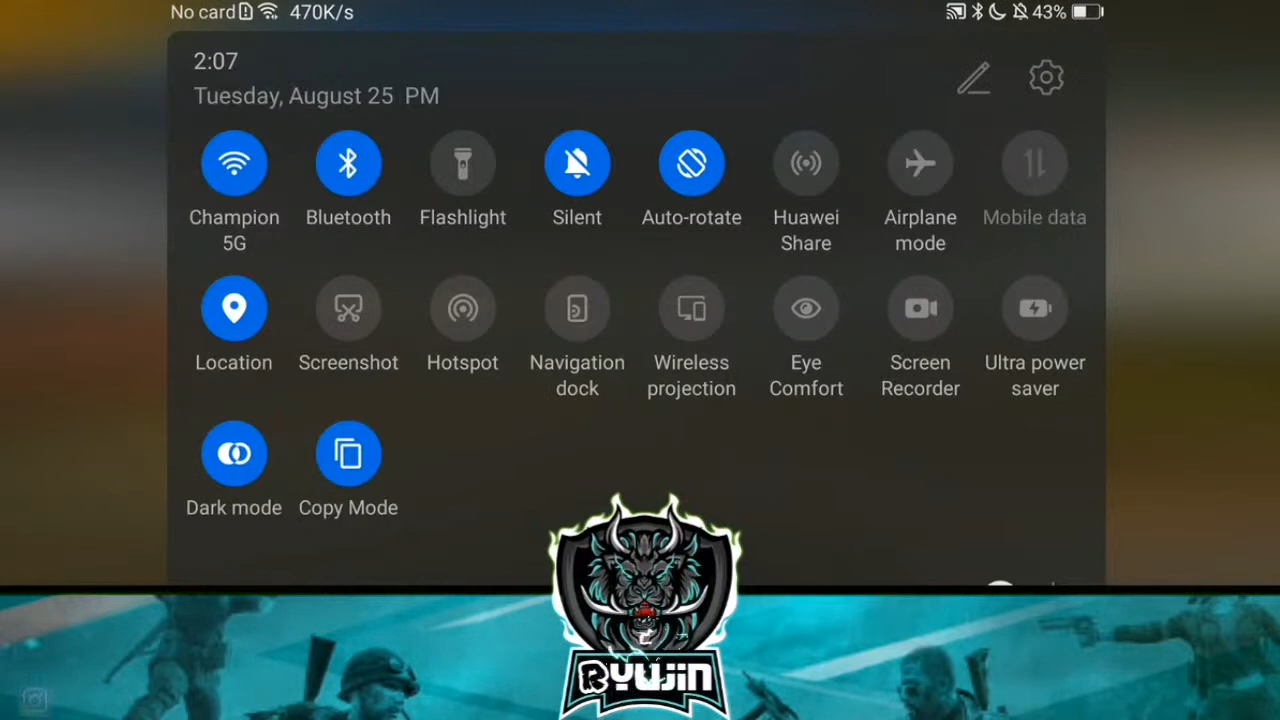 No card 470K/s 43%
2:07
Tuesday, August 25 PM
Champion Bluetooth Flashlight Silent Auto-rotate Huawei Airplane Mobile data
5G Share mode
Location Screenshot Hotspot Navigation Wireless Eye Screen Ultra power
dock projection Comfort Recorder saver
Dark mode Copy Mode
RYUJIN